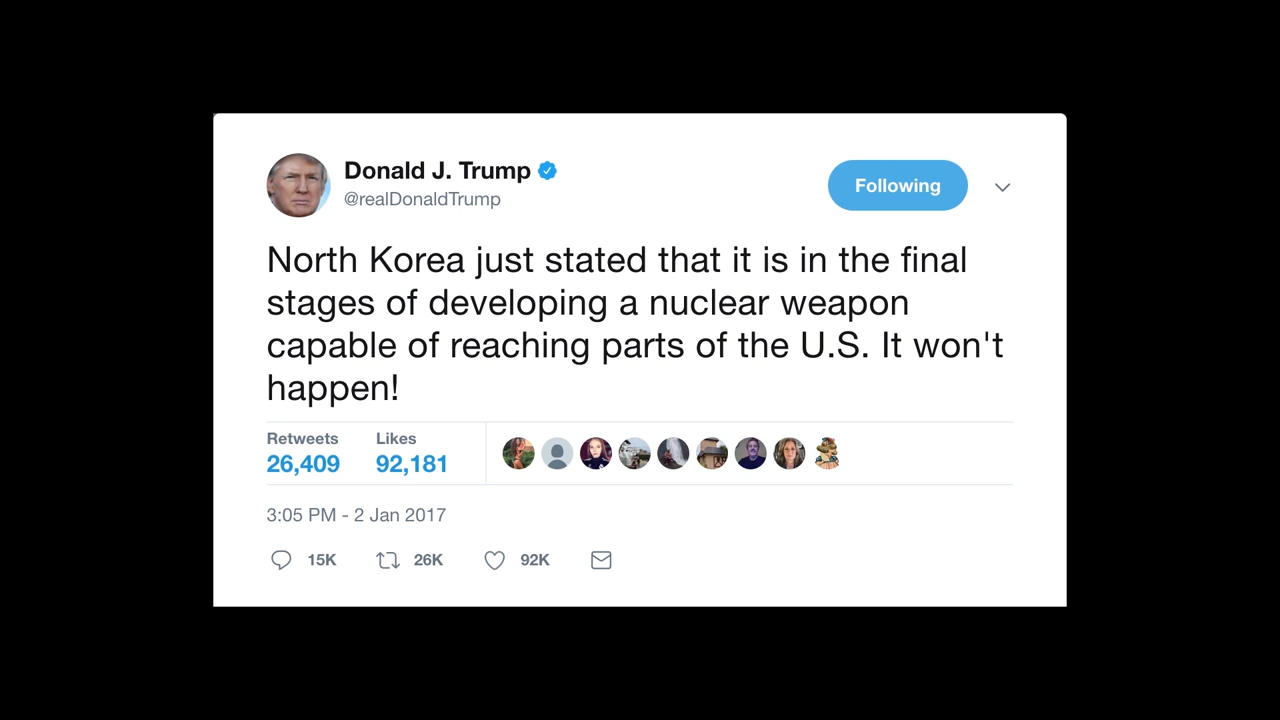 Donald J. Trump
@realDonaldTrump
Following
North Korea just stated that it is in the final
stages of developing a nuclear weapon
capable of reaching parts of the U.S. It won't
happen!
Retweets Likes
26,409 92,181
3:05 PM - 2 Jan 2017
15K 26K 92K